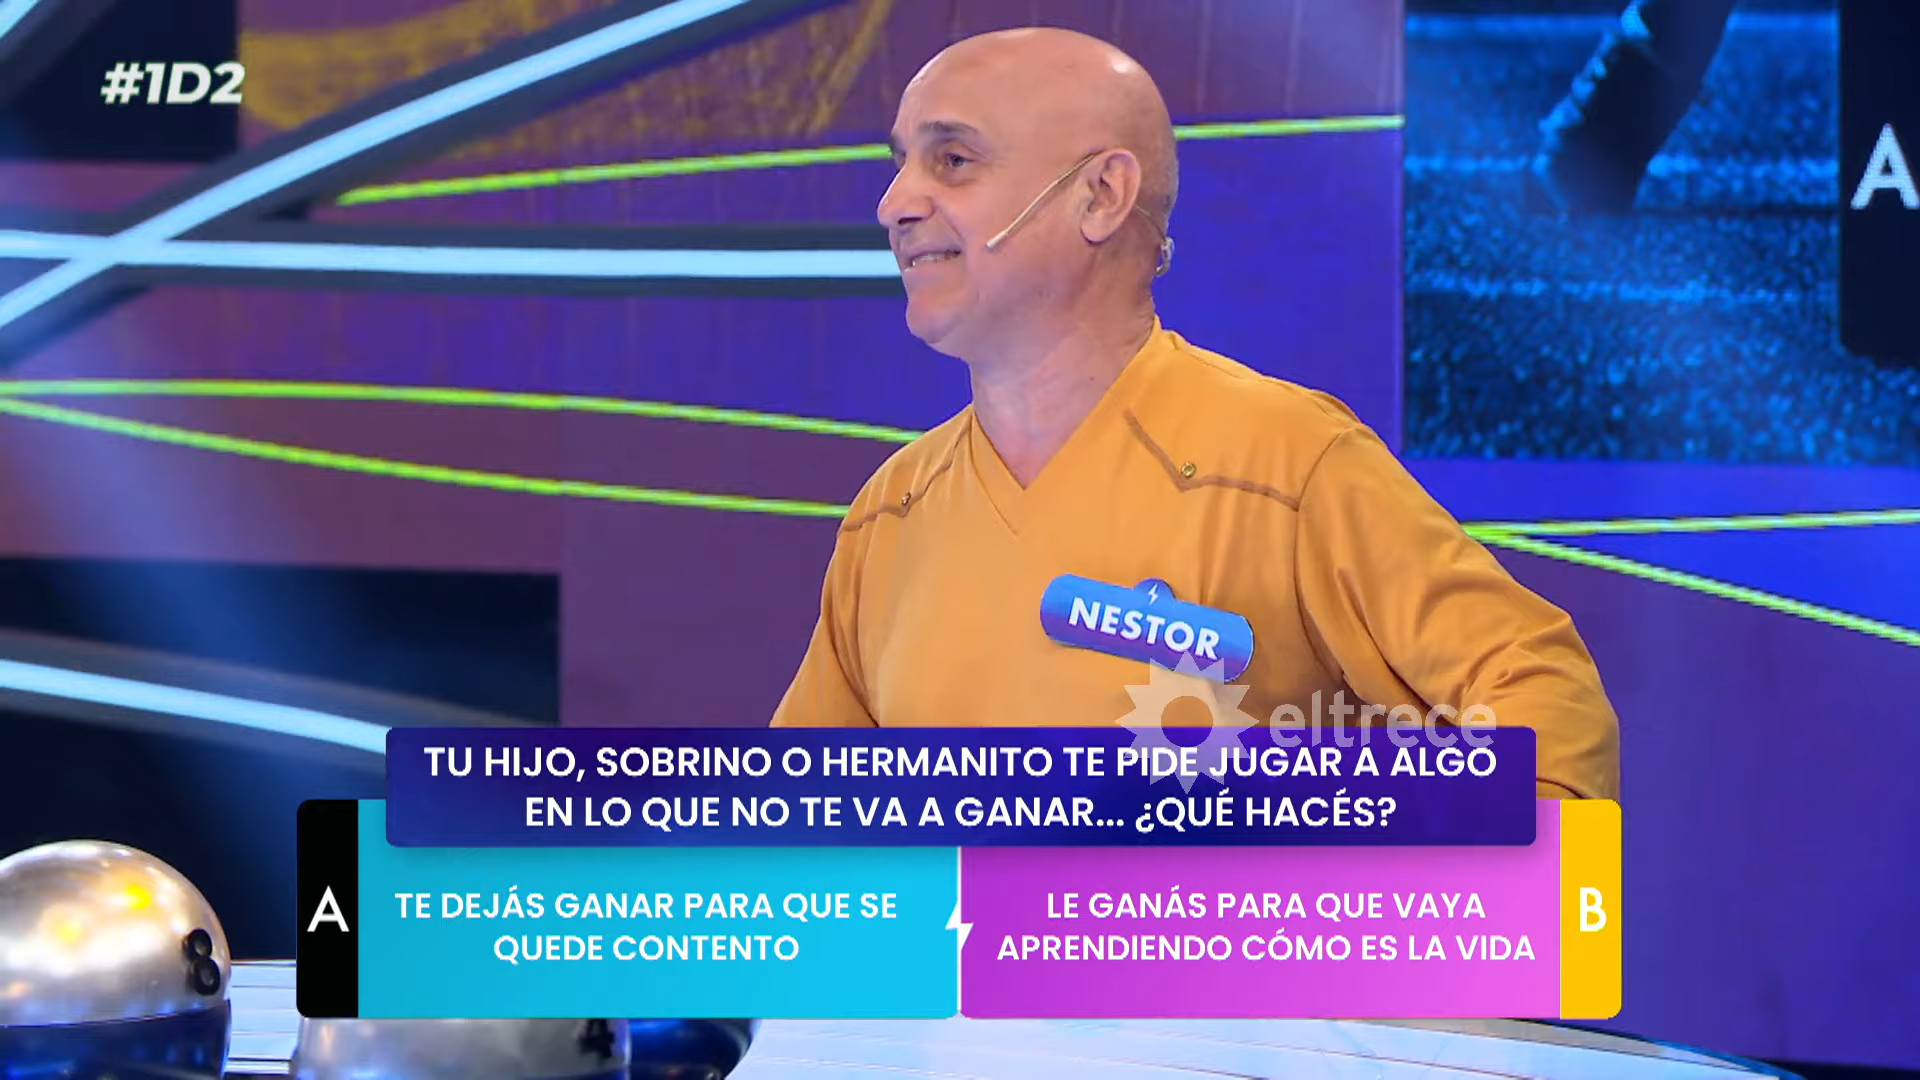 #1D2
A
NESTOR
eltrece
TU HIJO, SOBRINO O HERMANITO TE PIDE JUGAR A ALGO
EN LO QUE NO TE VA A GANAR... ¿QUÉ HACÉS?
A
TE DEJÁS GANAR PARA QUE SE
QUEDE CONTENTO
LE GANÁS PARA QUE VAYA
APRENDIENDO CÓMO ES LA VIDA
B
8
4